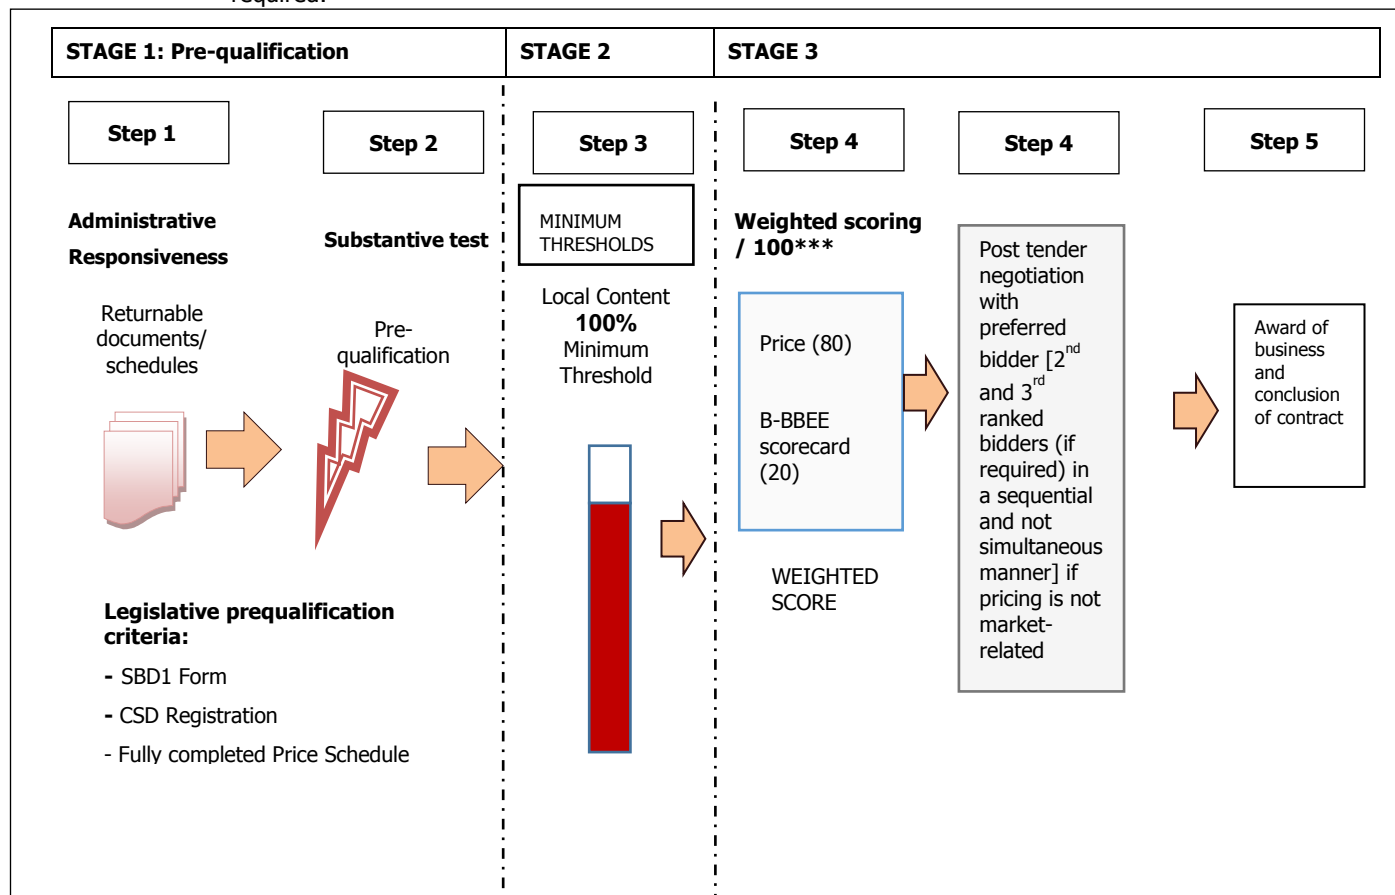 required:
STAGE 1: Pre-qualification
STAGE 2
STAGE 3
Step 1
Step 2
Step 3
Step 4
Step 4
Step 5
Administrative
Responsiveness
Returnable
documents/
schedules
Substantive test
Pre-
qualification
Legislative prequalification
criteria:
- SBD1 Form
- CSD Registration
- Fully completed Price Schedule
MINIMUM
THRESHOLDS
Local Content
100%
Minimum
Threshold
Weighted scoring
/ 100***
Price (80)
B-BBEE
scorecard
(20)
WEIGHTED
SCORE
Post tender
negotiation
with
preferred
bidder [2nd
and 3rd
ranked
bidders (if
required) in
a sequential
and not
simultaneous
manner] if
pricing is not
market-
related
Award of
business
and
conclusion
of contract